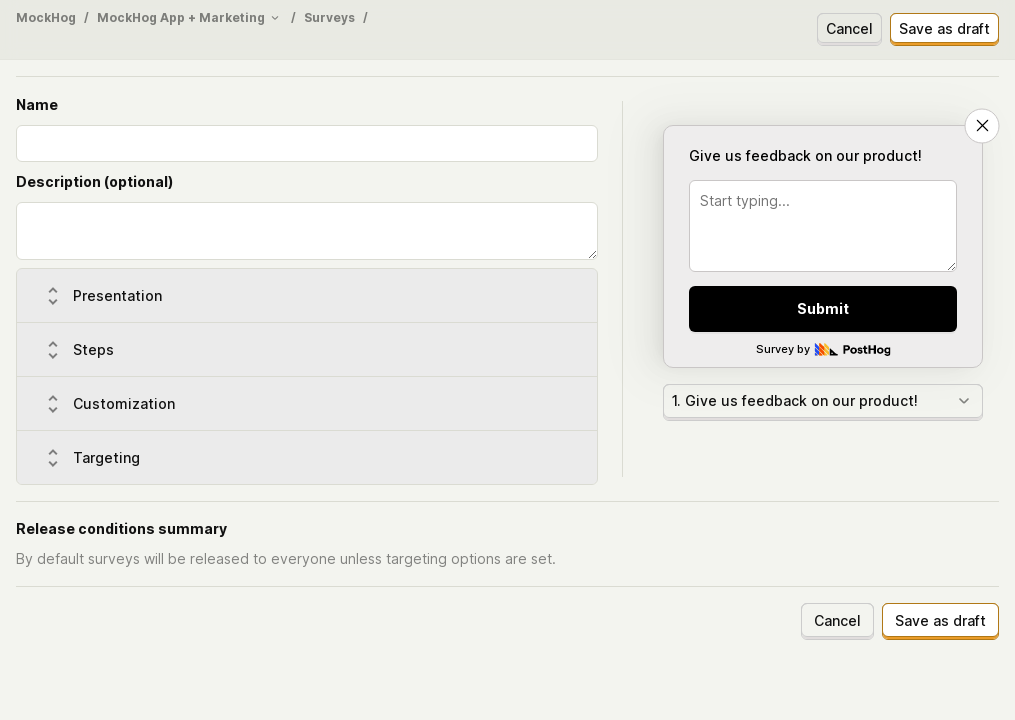 MockHog / MockHog App + Marketing / Surveys /
Cancel Save as draft
Name
Description (optional)
Presentation
Steps
Customization
Targeting
Give us feedback on our product!
Start typing...
Submit
Survey by PostHog
1. Give us feedback on our product!
Release conditions summary
By default surveys will be released to everyone unless targeting options are set.
Cancel Save as draft